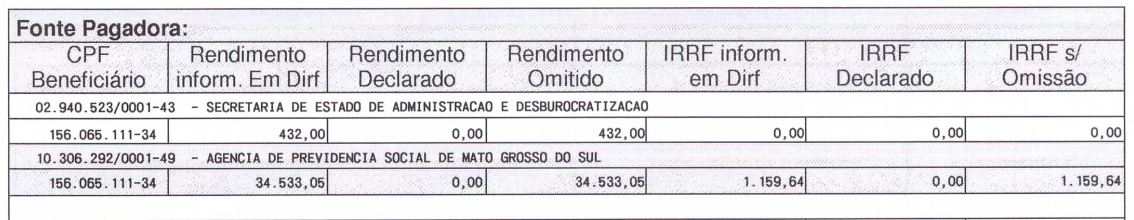 Fonte Pagadora:
CPF Beneficiário Rendimento inform. Em Dirf Rendimento Declarado Rendimento Omitido IRRF inform. em Dirf IRRF Declarado IRRF s/ Omissão
02.940.523/0001-43 - SECRETARIA DE ESTADO DE ADMINISTRACAO E DESBUROCRATIZACAO
156.065.111-34 432,00 0,00 432,00 0,00 0,00 0,00
10.306.292/0001-49 - AGENCIA DE PREVIDENCIA SOCIAL DE MATO GROSSO DO SUL
156.065.111-34 34.533,05 0,00 34.533,05 1.159,64 0,00 1.159,64